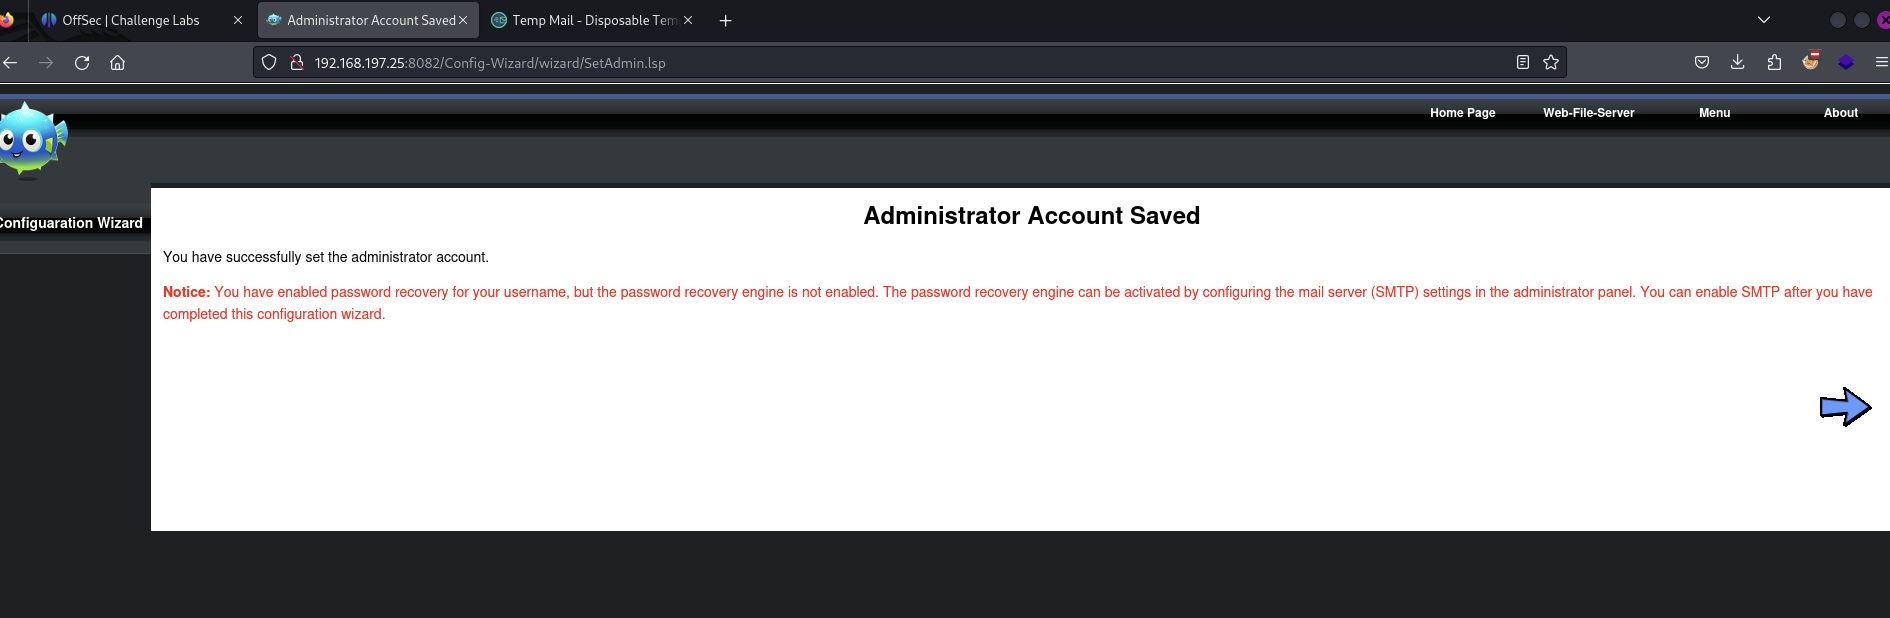 OffSec | Challenge Labs
Administrator Account Saved
Temp Mail - Disposable Tem
192.168.197.25:8082/Config-Wizard/wizard/SetAdmin.lsp
Home Page Web-File-Server Menu About
Configuaration Wizard
Administrator Account Saved
You have successfully set the administrator account.
Notice: You have enabled password recovery for your username, but the password recovery engine is not enabled. The password recovery engine can be activated by configuring the mail server (SMTP) settings in the administrator panel. You can enable SMTP after you have
completed this configuration wizard.